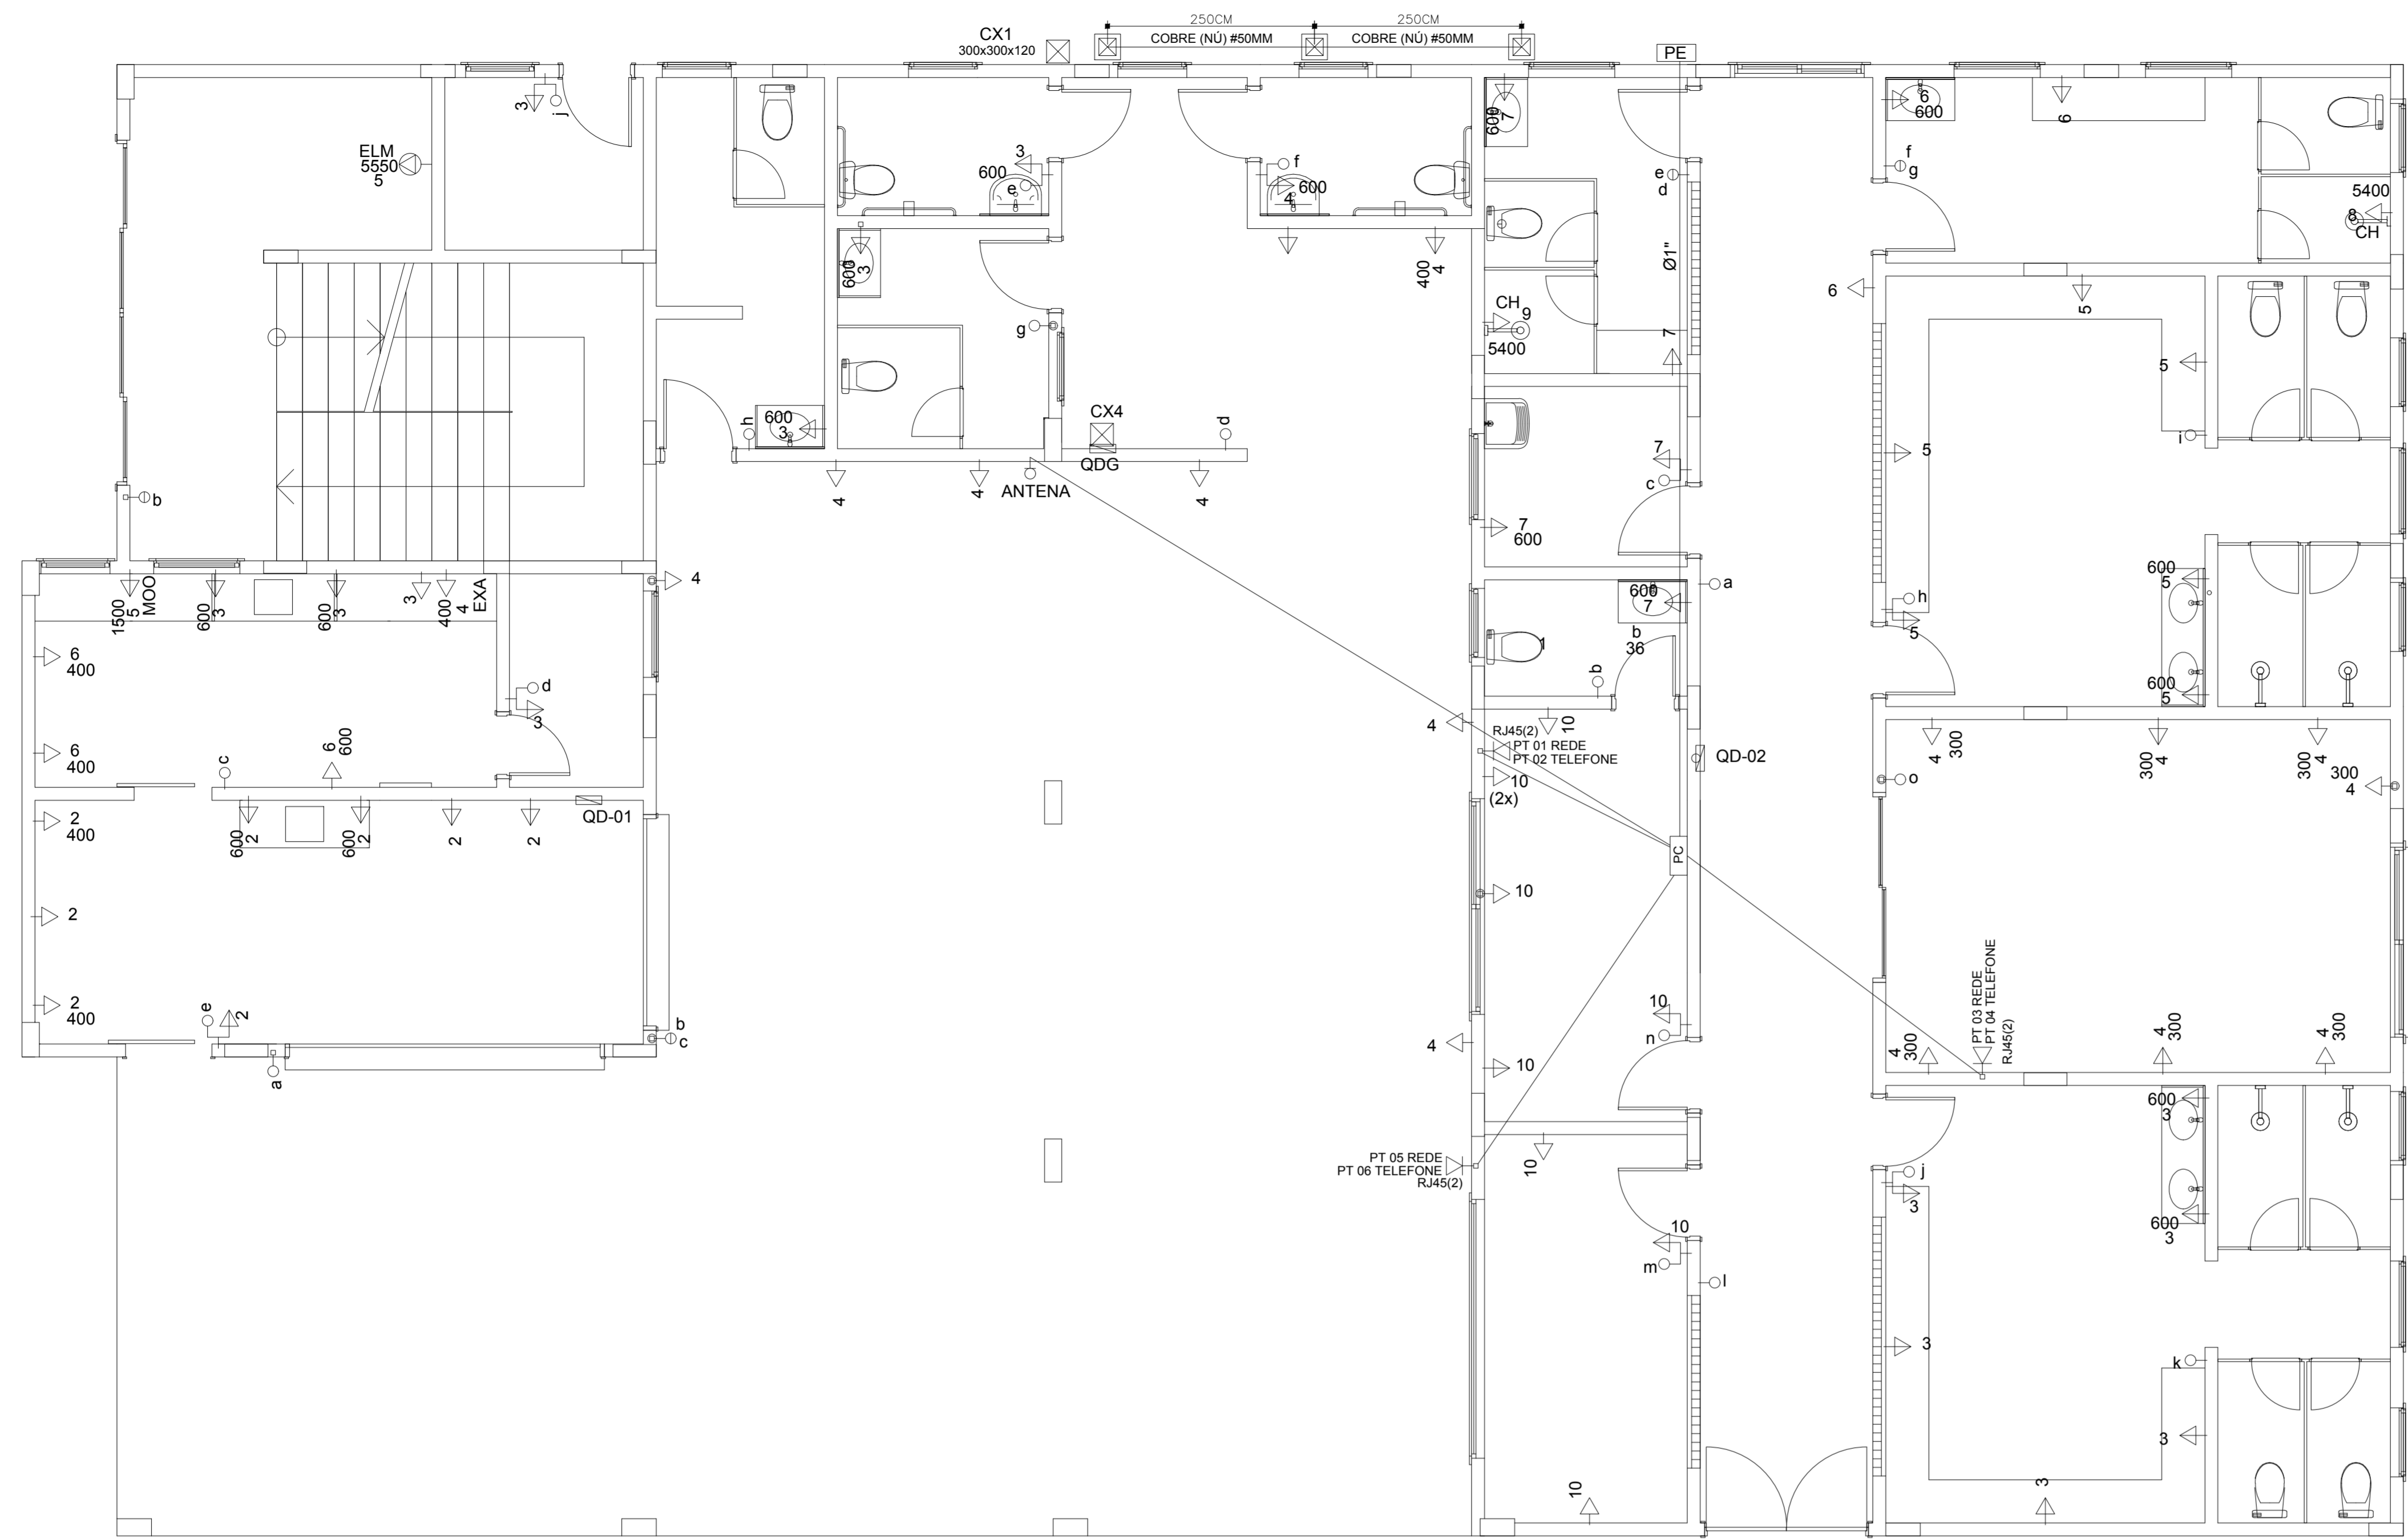 250CM
250CM
CX1
300x300x120
COBRE (NÚ) #50MM
COBRE (NÚ) #50MM
PE
3
j
ELM
5550
5
3
600
e
f
600
4
600
7
e
d
6
600
6
f
g
5400
8
CH
600
3
400
4
Ø1"
6
CH
9
5400
7
5
g
5
h
600
3
CX4
QDG
d
i
5
7
c
4
4
ANTENA
4
b
7
600
4
a
1500
5
MOO
600
3
600
3
3
400
4
EXA
600
7
b
36
1
b
600
5
h
5
6
400
d
3
600
5
6
400
6
600
c
4
RJ45(2)
PT 01 REDE
PT 02 TELEFONE
10
10
(2x)
QD-02
o
4
300
300
4
300
4
300
4
2
400
600
2
600
2
2
2
QD-01
PC
2
10
2
400
e
2
b
c
a
4
10
n
10
PT 03 REDE
PT 04 TELEFONE
RJ45(2)
4
300
4
300
4
300
600
3
PT 05 REDE
PT 06 TELEFONE
RJ45(2)
10
j
3
600
3
10
m
l
3
k
3
10
3